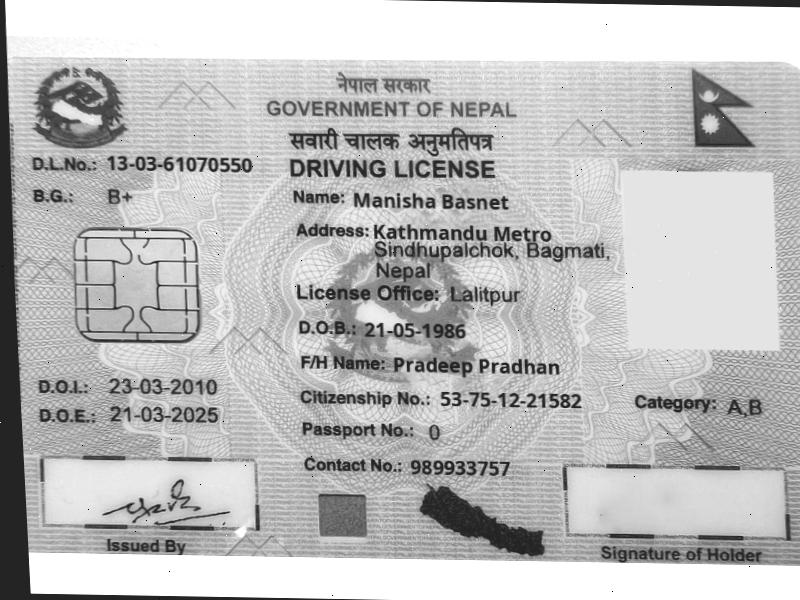 नेपाल सरकार
GOVERNMENT OF NEPAL
सवारी चालक अनुमतिपत्र
DRIVING LICENSE
D.L.No.: 13-03-61070550
B.G.: B+
Name: Manisha Basnet
Address: Kathmandu Metro
Sindhupalchok, Bagmati,
Nepal
License Office: Lalitpur
D.O.B.: 21-05-1986
F/H Name: Pradeep Pradhan
D.O.I.: 23-03-2010
Citizenship No.: 53-75-12-21582
Category: A,B
D.O.E.: 21-03-2025
Passport No.: 0
Contact No.: 989933757
Issued By
Signature of Holder